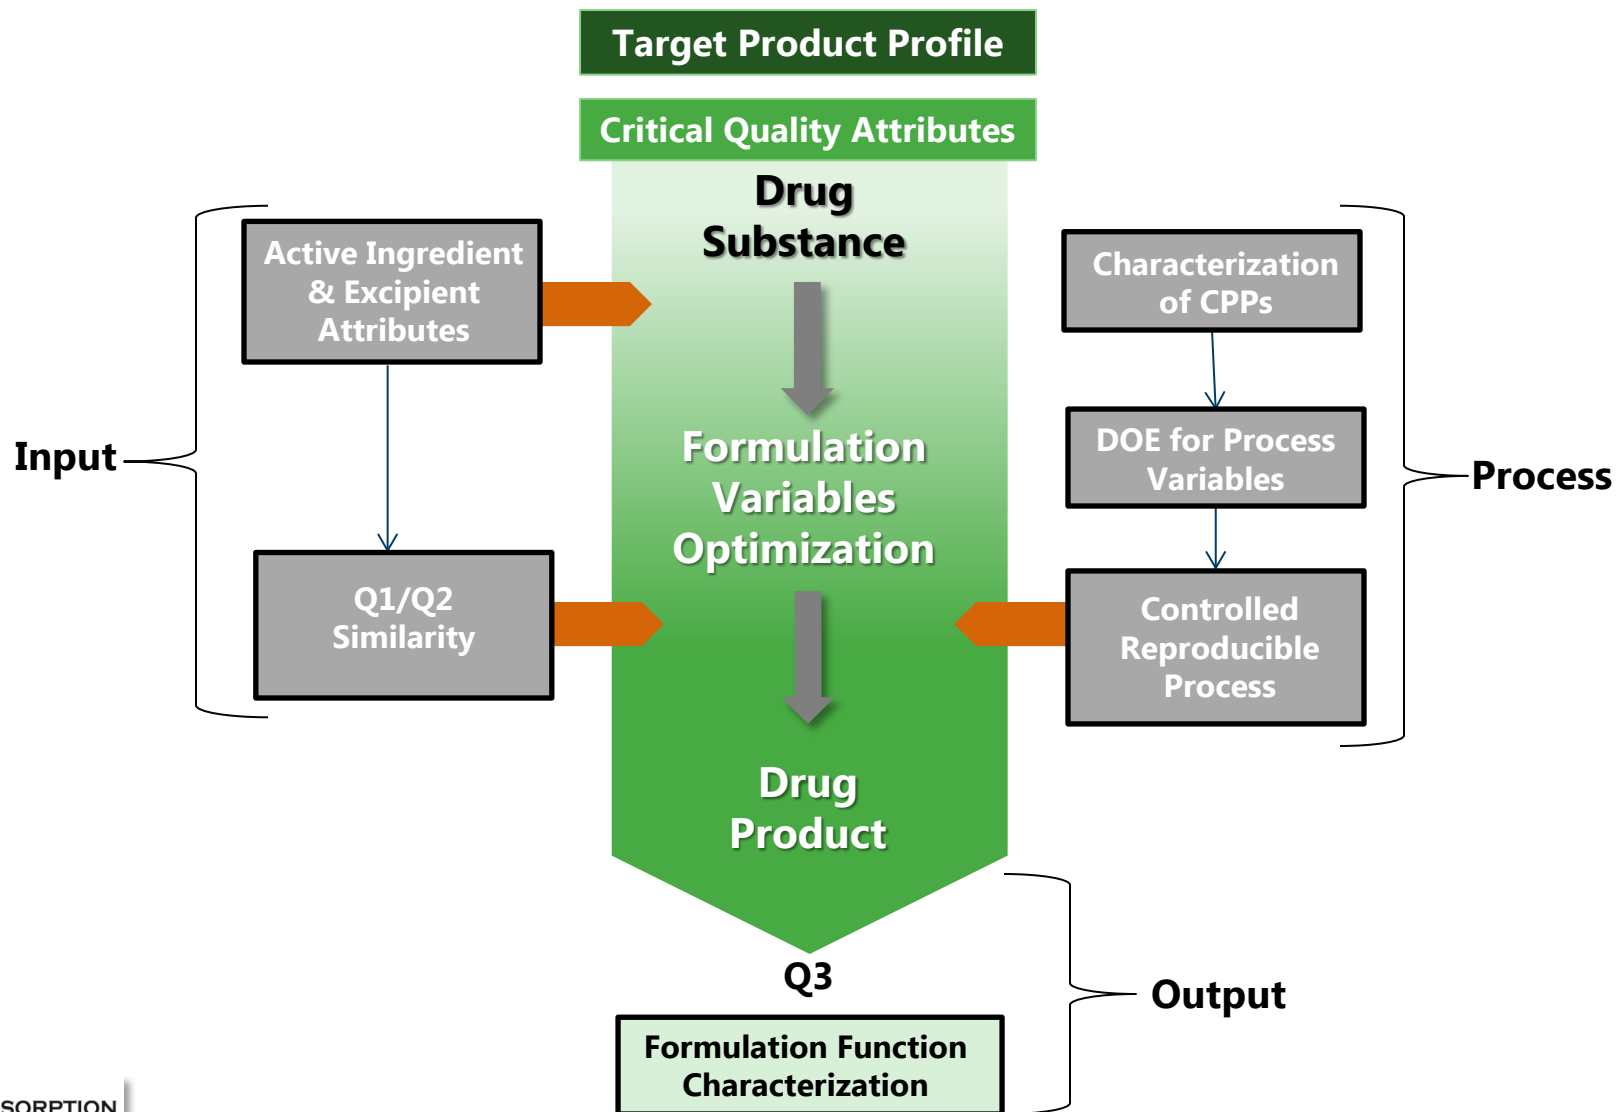 Target Product Profile
Critical Quality Attributes
Drug
Substance
Active Ingredient
& Excipient
Attributes
Characterization
of CPPs
Input
Formulation
Variables
Optimization
DOE for Process
Variables
Process
Q1/Q2
Similarity
Controlled
Reproducible
Process
Drug
Product
Q3
Output
Formulation Function
Characterization